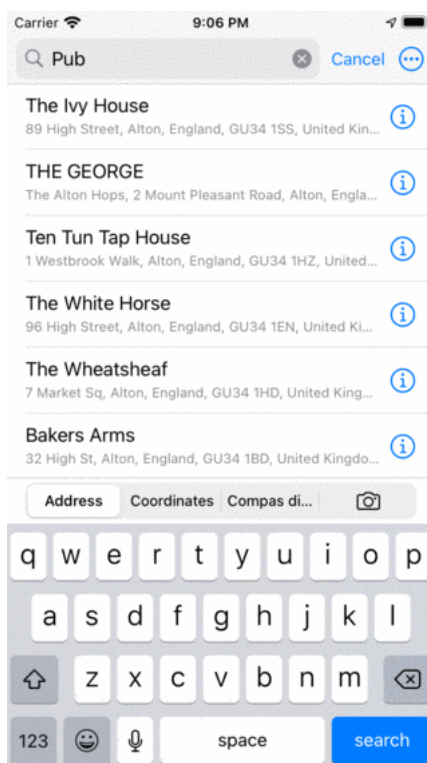 Carrier 9:06 PM
Pub Cancel
The Ivy House
89 High Street, Alton, England, GU34 1SS, United Kin...
THE GEORGE
The Alton Hops, 2 Mount Pleasant Road, Alton, Engla...
Ten Tun Tap House
1 Westbrook Walk, Alton, England, GU34 1HZ, United...
The White Horse
96 High Street, Alton, England, GU34 1EN, United Ki...
The Wheatsheaf
7 Market Sq, Alton, England, GU34 1HD, United King...
Bakers Arms
32 High St, Alton, England, GU34 1BD, United Kingdo...
Address Coordinates Compas di...
q w e r t y u i o p
a s d f g h j k l
z x c v b n m
123 space search